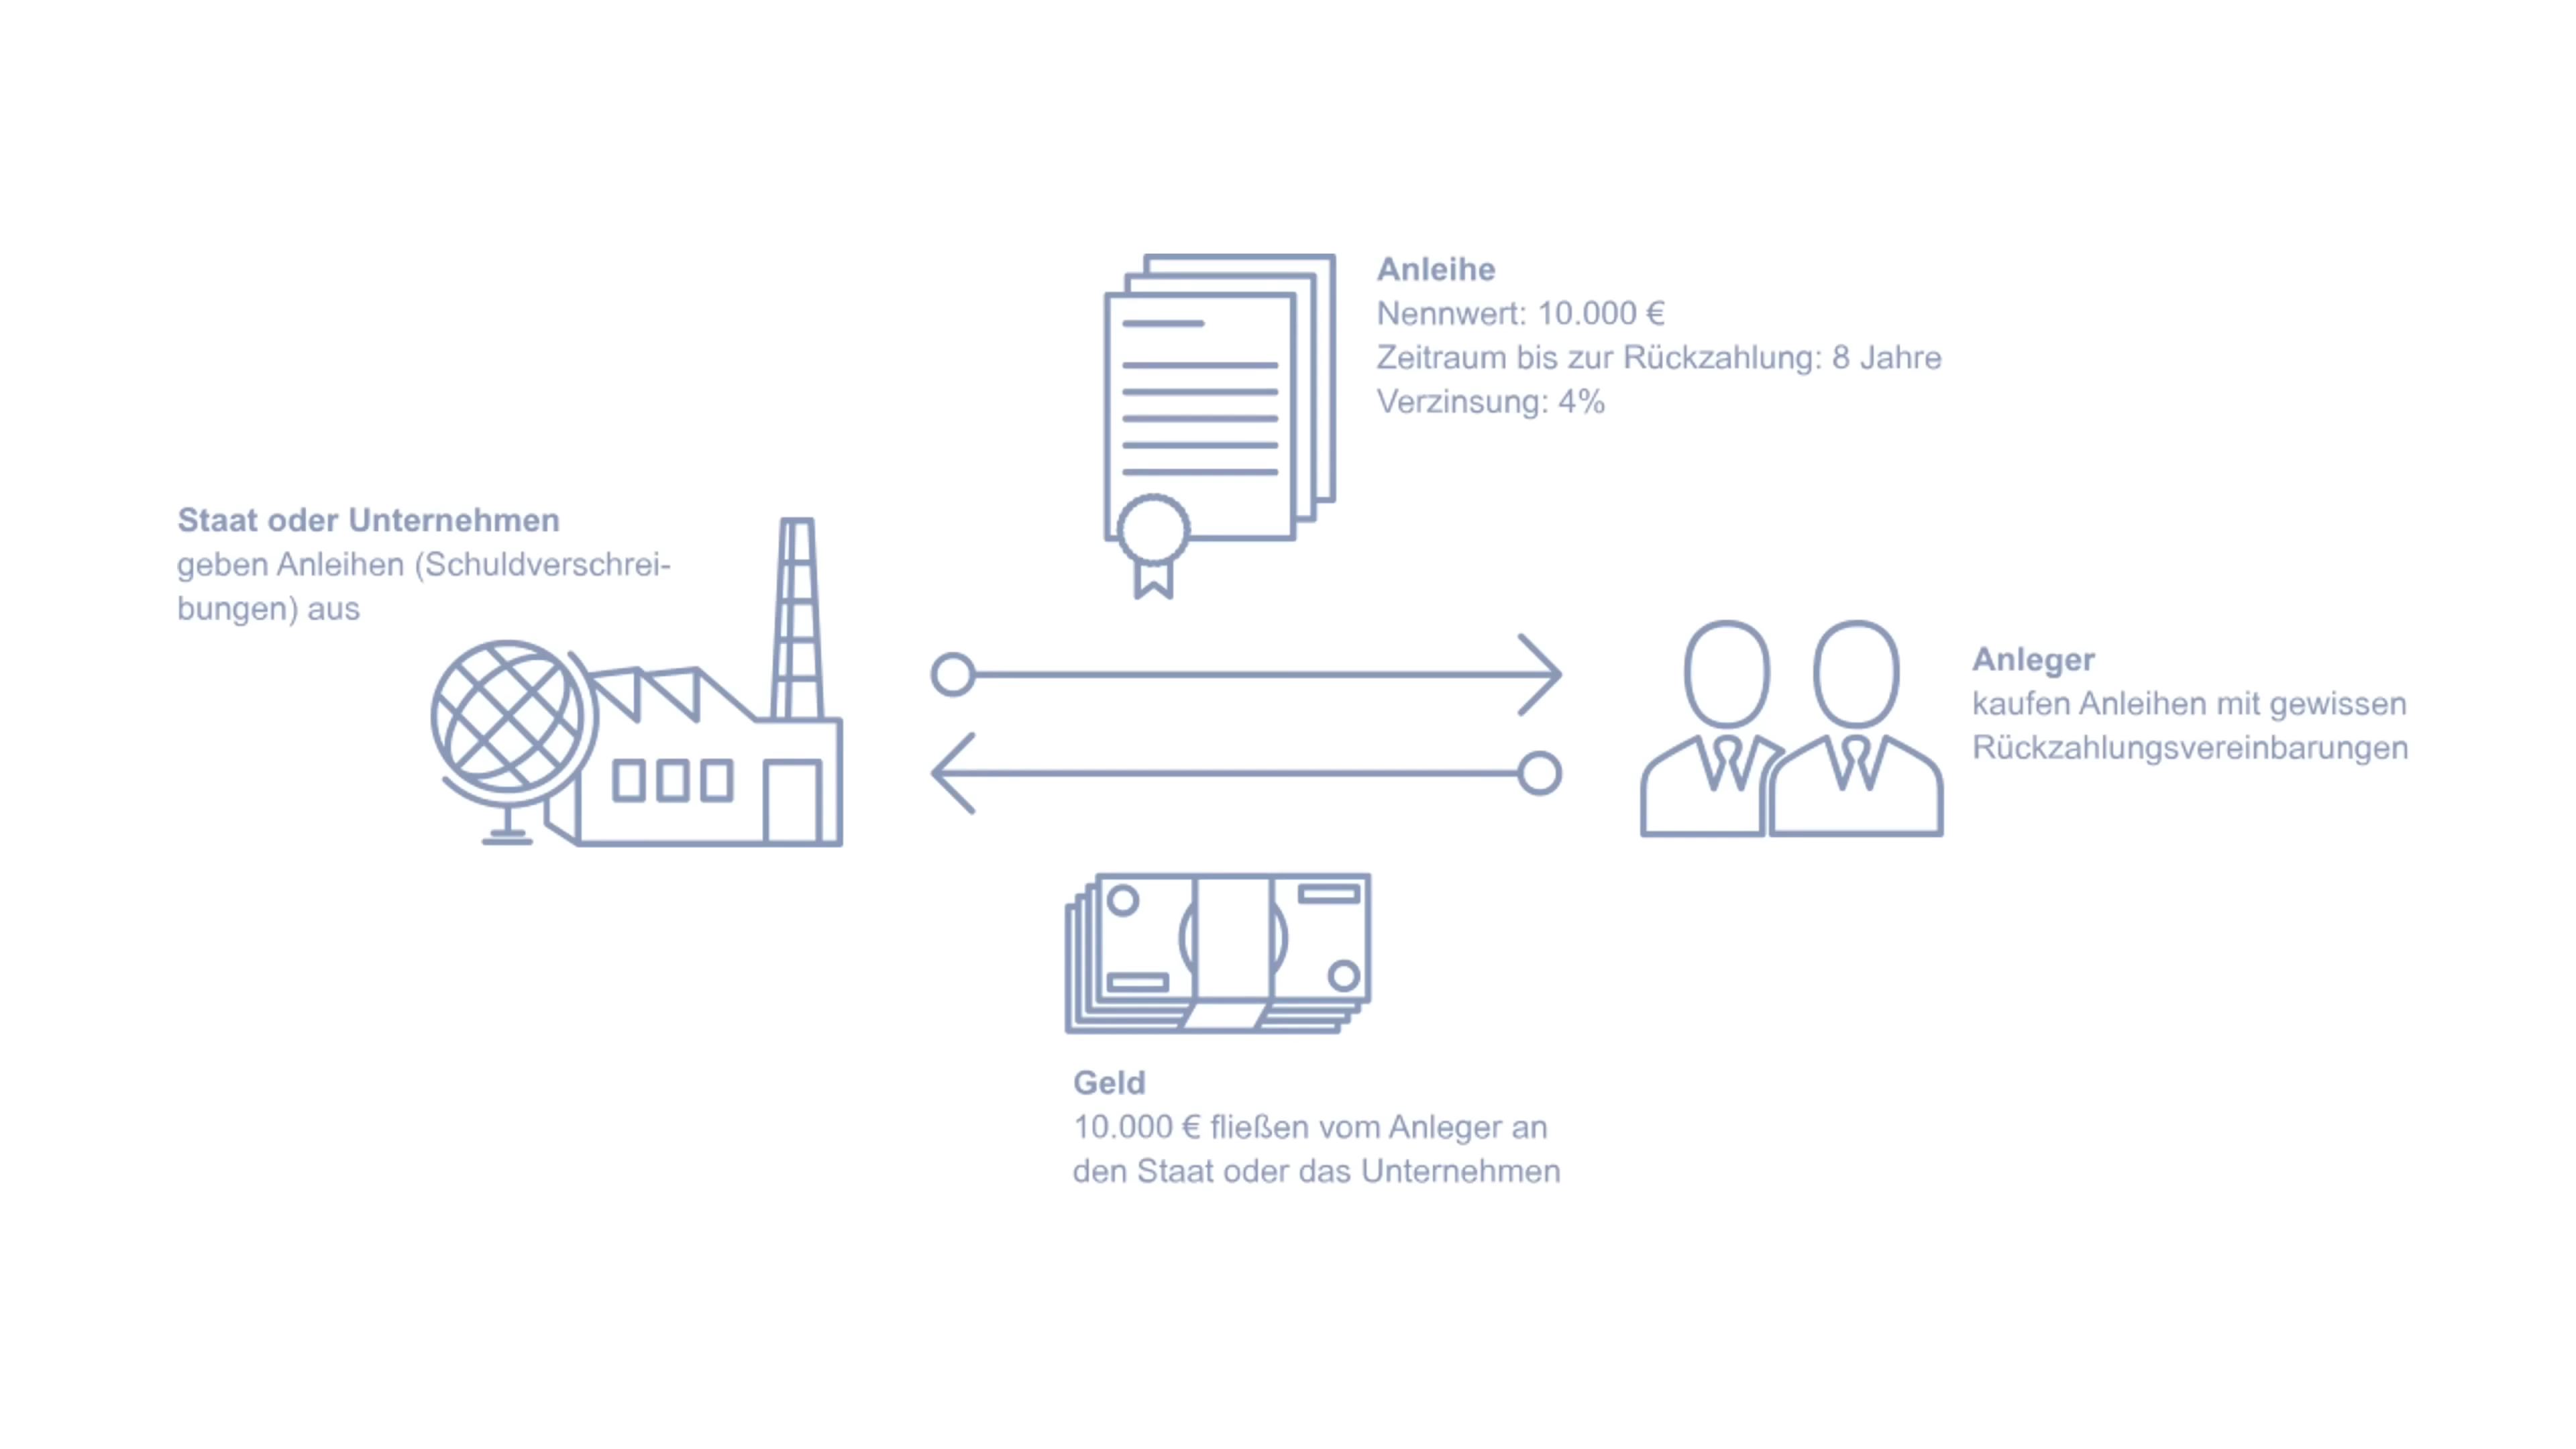 Anleihe
Nennwert: 10.000 €
Zeitraum bis zur Rückzahlung: 8 Jahre
Verzinsung: 4%
Staat oder Unternehmen
geben Anleihen (Schuldverschrei-
bungen) aus
Anleger
kaufen Anleihen mit gewissen
Rückzahlungsvereinbarungen
Geld
10.000 € fließen vom Anleger an
den Staat oder das Unternehmen